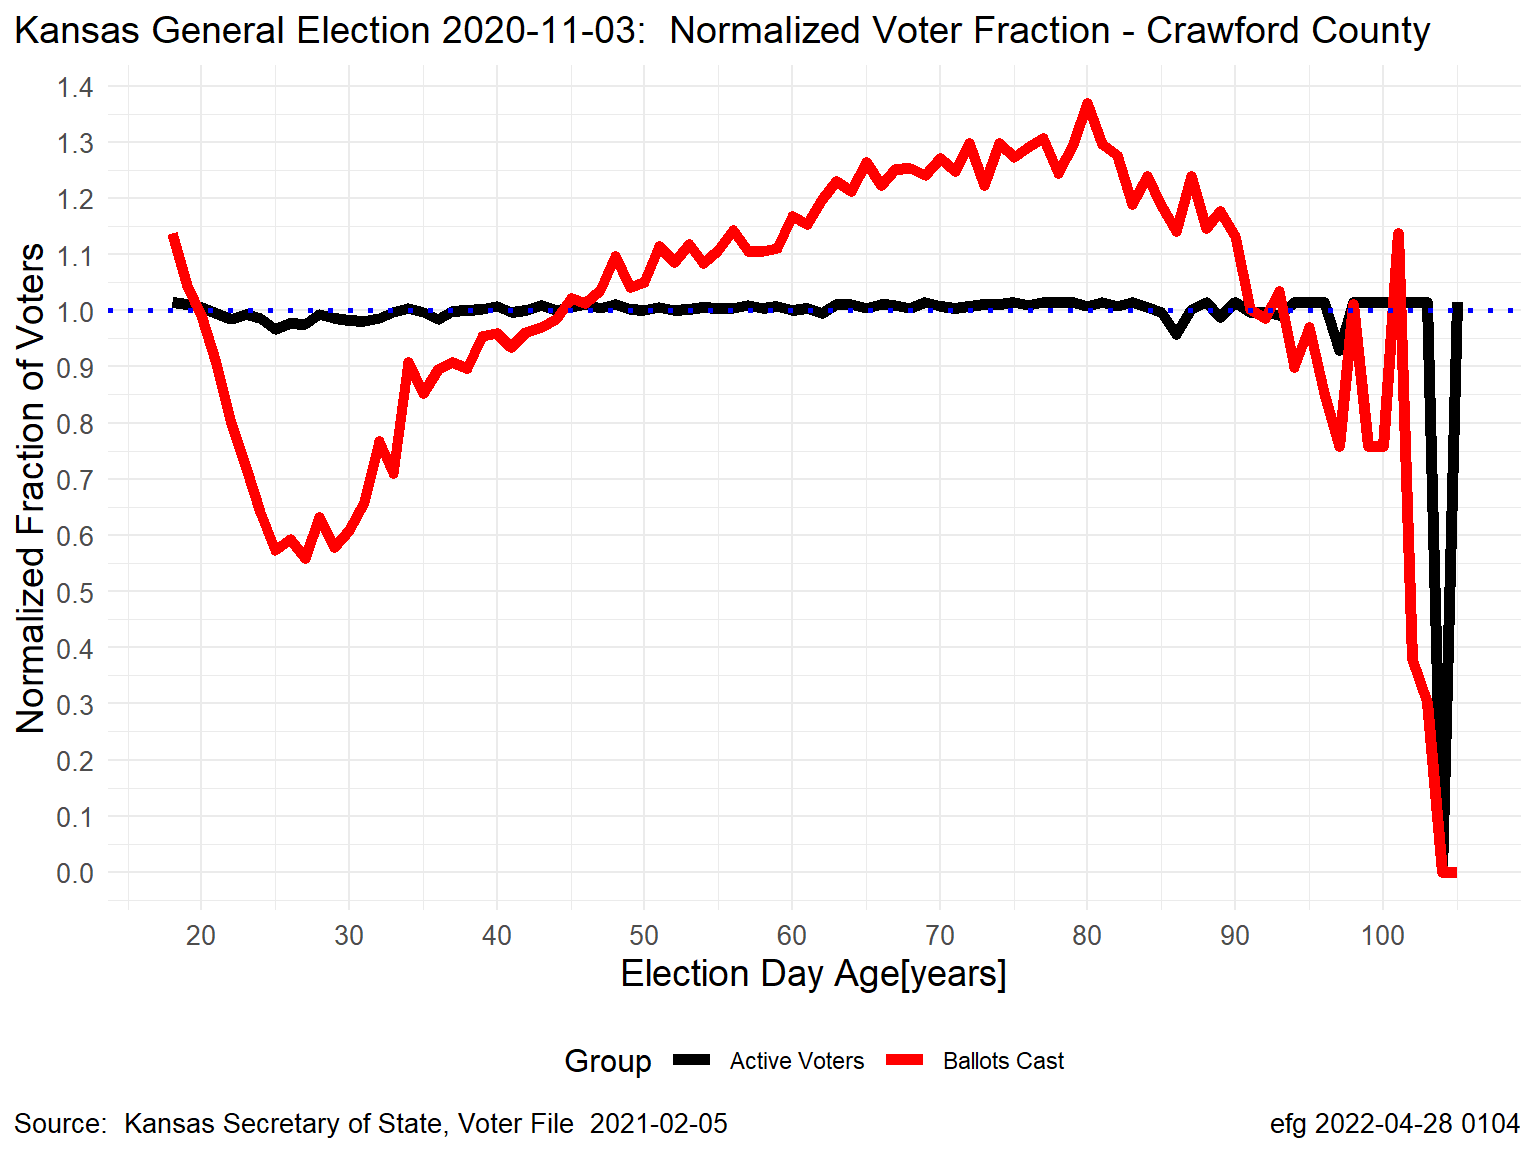 Kansas General Election 2020-11-03:  Normalized Voter Fraction - Crawford County
Normalized Fraction of Voters
1.4
1.3
1.2
1.1
1.0
0.9
0.8
0.7
0.6
0.5
0.4
0.3
0.2
0.1
0.0
20 30 40 50 60 70 80 90 100
Election Day Age[years]
Group Active Voters Ballots Cast
Source:  Kansas Secretary of State, Voter File  2021-02-05 efg 2022-04-28 0104